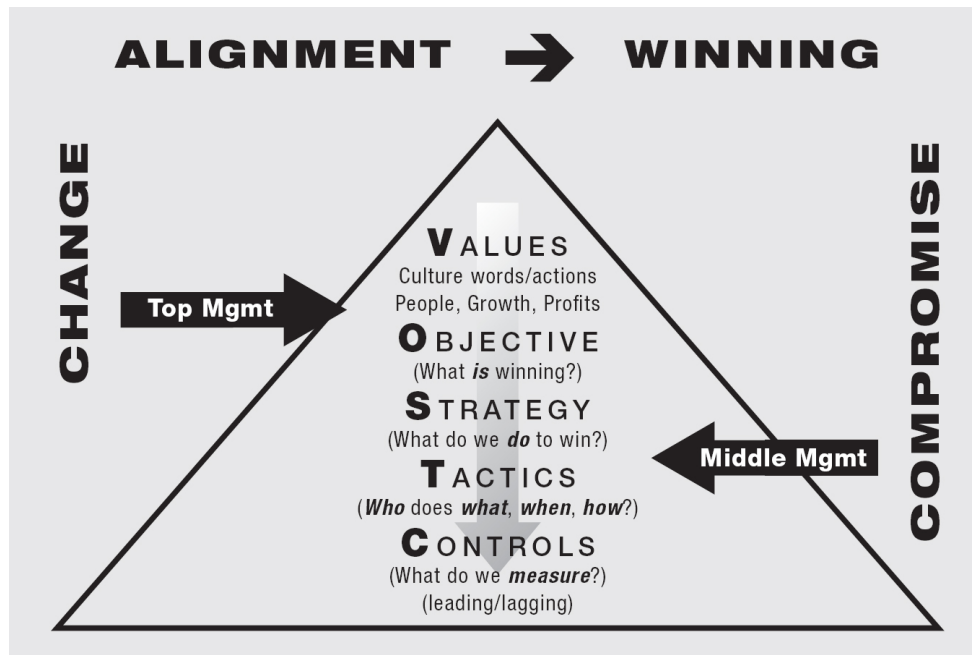 ALIGNMENT → WINNING
CHANGE
Top Mgmt
VALUES
Culture words/actions
People, Growth, Profits
OBJECTIVE
(What is winning?)
STRATEGY
(What do we do to win?)
TACTICS
(Who does what, when, how?)
CONTROLS
(What do we measure?)
(leading/lagging)
Middle Mgmt
COMPROMISE